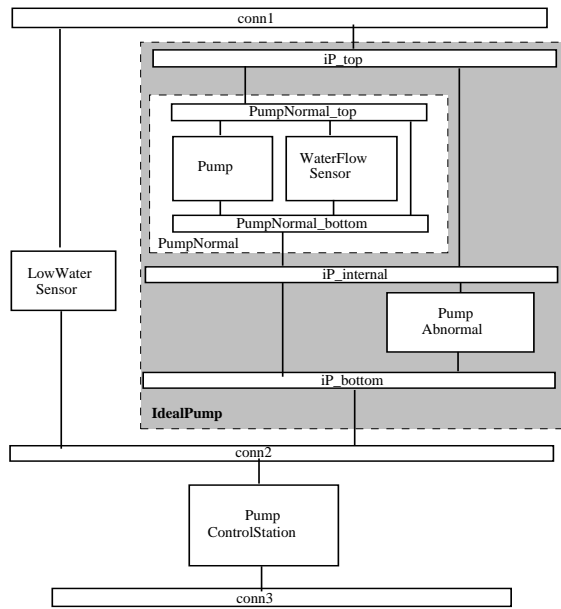 conn1
iP_top
PumpNormal_top
Pump
WaterFlow
Sensor
PumpNormal_bottom
PumpNormal
LowWater
Sensor
iP_internal
Pump
Abnormal
iP_bottom
IdealPump
conn2
Pump
ControlStation
conn3